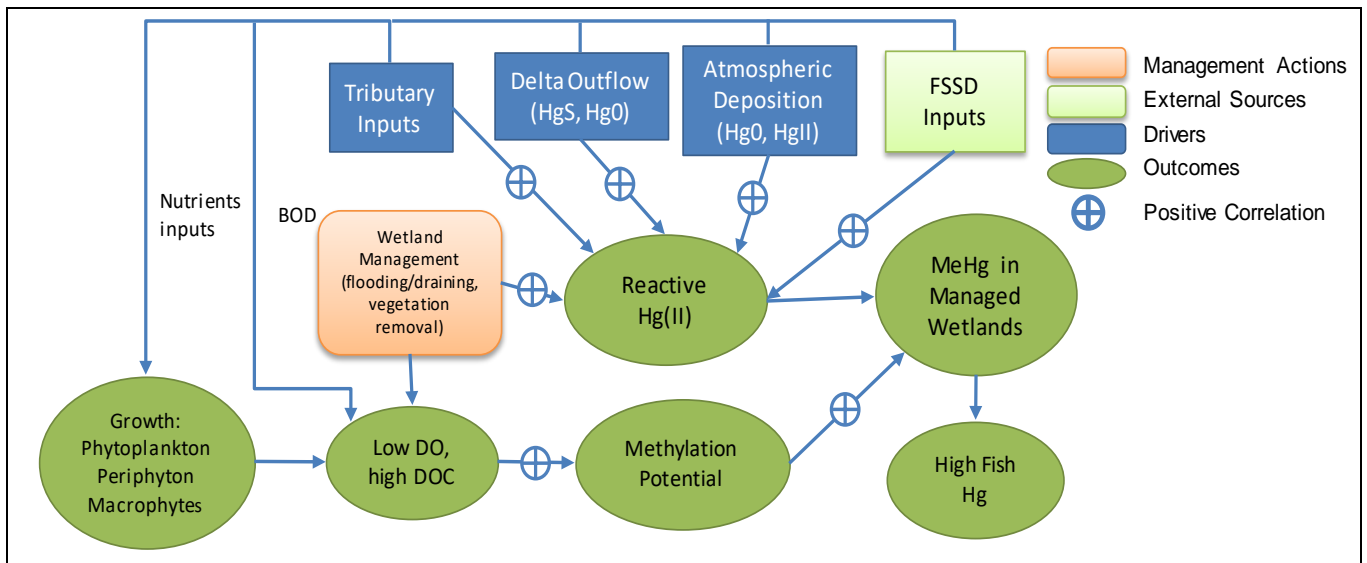 Tributary
Inputs
Delta Outflow
(HgS, Hg0)
Atmospheric
Deposition
(Hg0, HgII)
FSSD
Inputs
Management Actions
External Sources
Drivers
Outcomes
Positive Correlation
Nutrients
inputs
BOD
Wetland
Management
(flooding/draining,
vegetation
removal)
Reactive
Hg(II)
MeHg in
Managed
Wetlands
Growth:
Phytoplankton
Periphyton
Macrophytes
Low DO,
high DOC
Methylation
Potential
High Fish
Hg